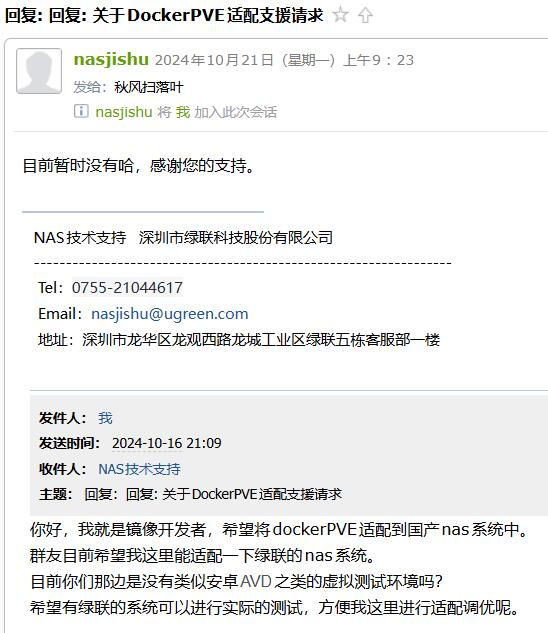 回复: 回复: 关于DockerPVE适配支援请求
nasjishu 2024年10月21日 (星期一) 上午9：23
发给：秋风扫落叶
nasjishu 将 我 加入此次会话
目前暂时没有哈，感谢您的支持。
NAS技术支持 深圳市绿联科技股份有限公司
-----------------------------------------------------------------
Tel：0755-21044617
Email：nasjishu@ugreen.com
地址：深圳市龙华区龙观西路龙城工业区绿联五栋客服部一楼
发件人： 我
发送时间： 2024-10-16 21:09
收件人： NAS技术支持
主题： 回复：回复: 关于DockerPVE适配支援请求
你好，我就是镜像开发者，希望将dockerPVE适配到国产nas系统中。
群友目前希望我这里能适配一下绿联的nas系统。
目前你们那边是没有类似安卓AVD之类的虚拟测试环境吗？
希望有绿联的系统可以进行实际的测试，方便我这里进行适配调优呢。